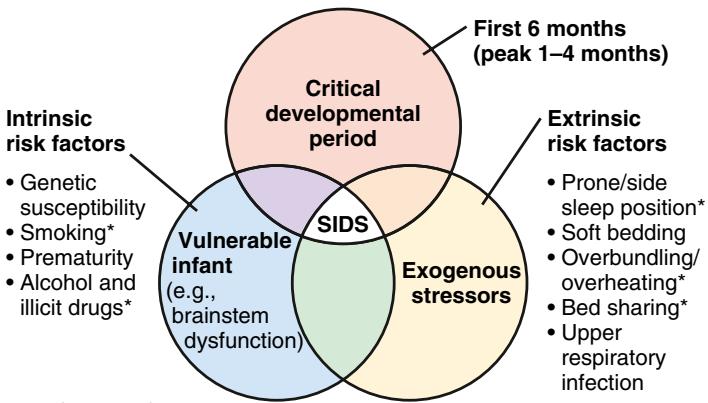 First 6 months
(peak 1–4 months)
Critical
developmental
period
Intrinsic
risk factors
• Genetic
susceptibility
• Smoking*
• Prematurity
• Alcohol and
illicit drugs*
Extrinsic
risk factors
• Prone/side
sleep position*
• Soft bedding
• Overbundling/
overheating*
• Bed sharing*
• Upper
respiratory
infection
SIDS
Vulnerable
infant
(e.g.,
brainstem
dysfunction)
Exogenous
stressors